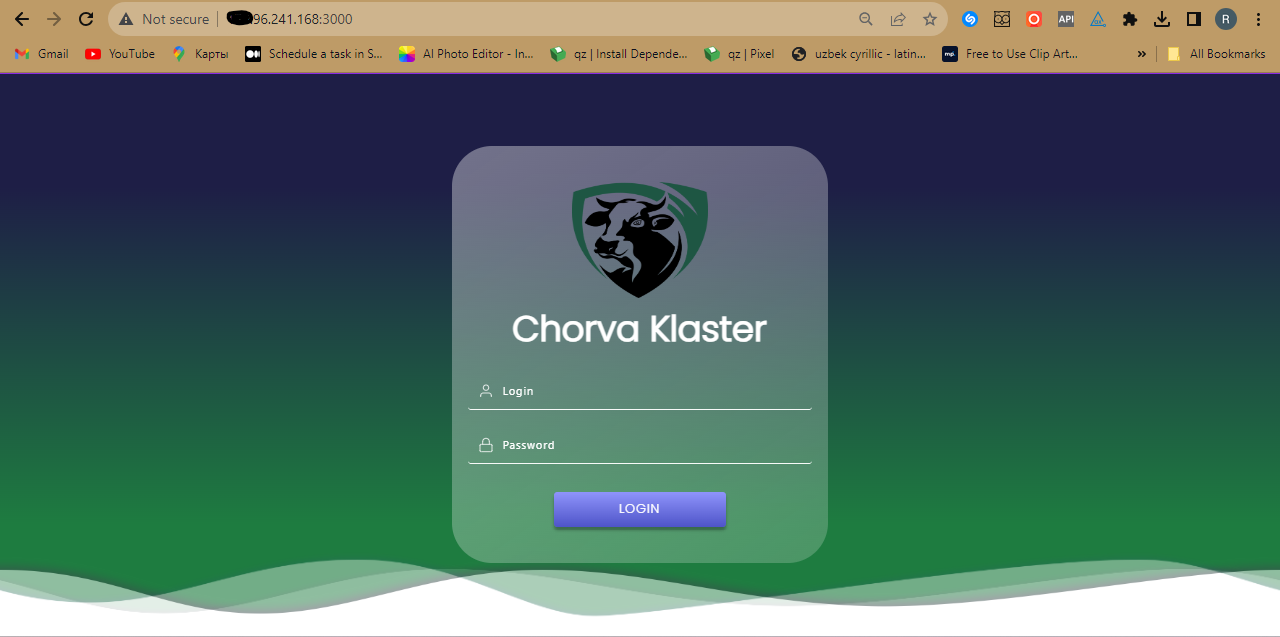 Not secure 96.241.168:3000
API
R
Gmail YouTube Карты Schedule a task in S... AI Photo Editor - In... qz | Install Depende... qz | Pixel uzbek cyrillic – latin... Free to Use Clip Art... » All Bookmarks
Chorva Klaster
Login
Password
LOGIN